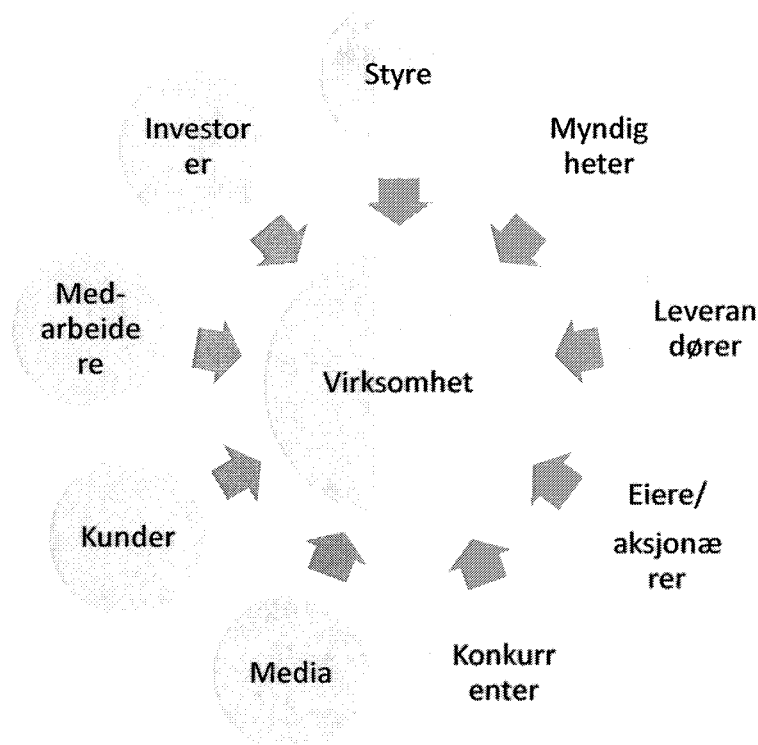 Styre
Myndig
heter
Leveran
dører
Eiere/
aksjonæ
rer
Konkurr
enter
Media
Kunder
Med-
arbeide
re
Investor
er
Virksomhet